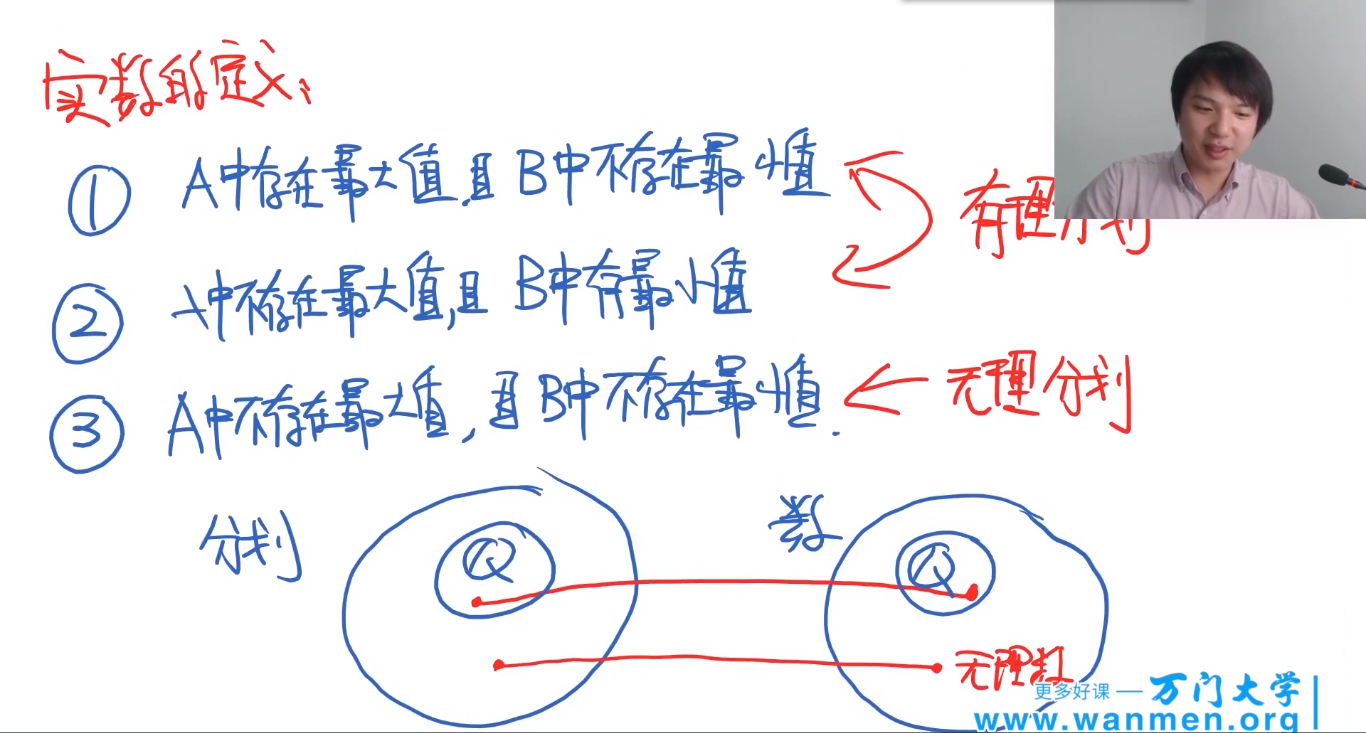 实数的定义:
① A中存在最大值,且 B中不存在最小值
有理分划
② A中不存在最大值,且 B中存最小值
③ A中不存在最大值,且B中不存在最小值.
无理分划
分划
Q
数
Q
无理数
更多好课 — 万门大学
www.wanmen.org